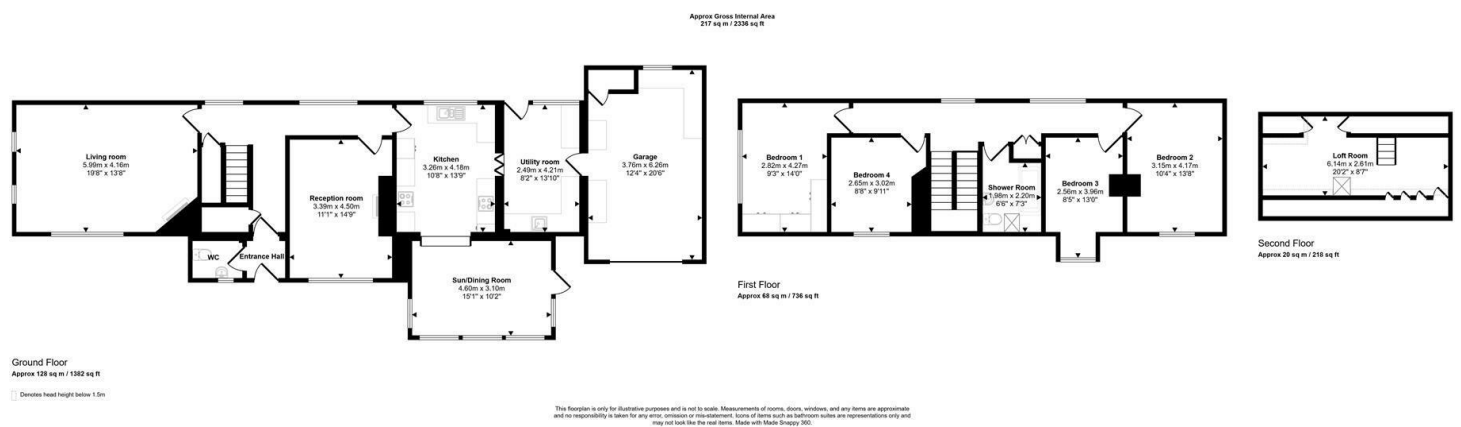 Approx Gross Internal Area
217 sq m / 2336 sq ft
Living room
5.99m x 4.16m
19'8" x 13'8"
Reception room
3.39m x 4.50m
11'1" x 14'9"
Kitchen
3.26m x 4.18m
10'8" x 13'9"
Utility room
2.49m x 4.21m
8'2" x 13'10"
Garage
3.76m x 6.26m
12'4" x 20'6"
WC
Entrance Hall
Sun/Dining Room
4.60m x 3.10m
15'1" x 10'2"
Ground Floor
Approx 128 sq m / 1382 sq ft
Denotes head height below 1.5m
Bedroom 1
2.82m x 4.27m
9'3" x 14'0"
Bedroom 4
2.65m x 3.02m
8'8" x 9'11"
Shower Room
1.98m x 2.20m
6'6" x 7'3"
Bedroom 3
2.56m x 3.96m
8'5" x 13'0"
Bedroom 2
3.15m x 4.17m
10'4" x 13'8"
First Floor
Approx 68 sq m / 736 sq ft
Loft Room
6.14m x 2.61m
20'2" x 8'7"
Second Floor
Approx 20 sq m / 218 sq ft
This floorplan is only for illustrative purposes and is not to scale. Measurements of rooms, doors, windows, and any items are approximate
and no responsibility is taken for any error, omission or mis-statement. Icons of items such as bathroom suites are representations only and
may not look like the real items. Made with Made Snappy 360.